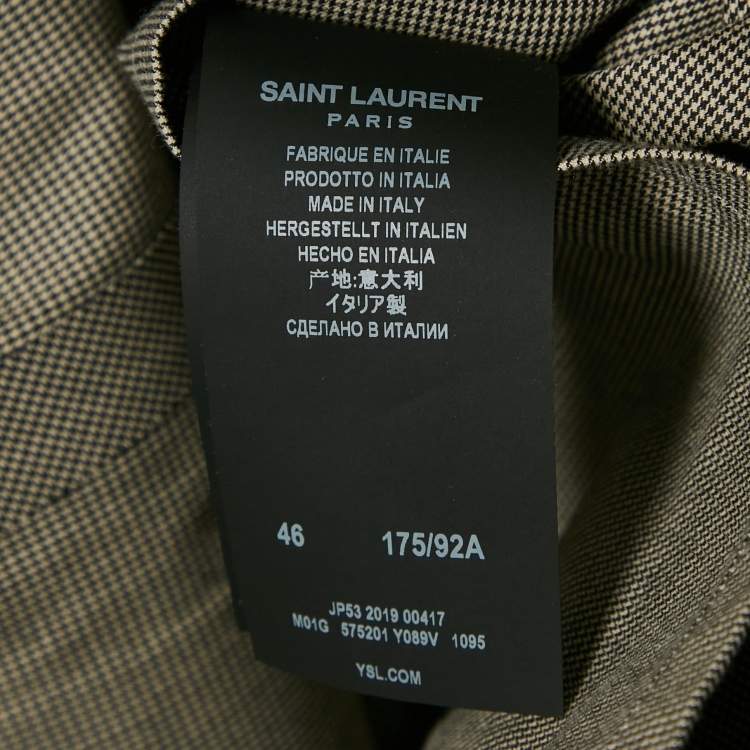 SAINT LAURENT
PARIS
FABRIQUE EN ITALIE
PRODOTTO IN ITALIA
MADE IN ITALY
HERGESTELLT IN ITALIEN
HECHO EN ITALIA
产地:意大利
イタリア製
СДЕЛАНО В ИТАЛИИ
46 175/92A
JP53 2019 00417
M01G 575201 Y089V 1095
YSL.COM